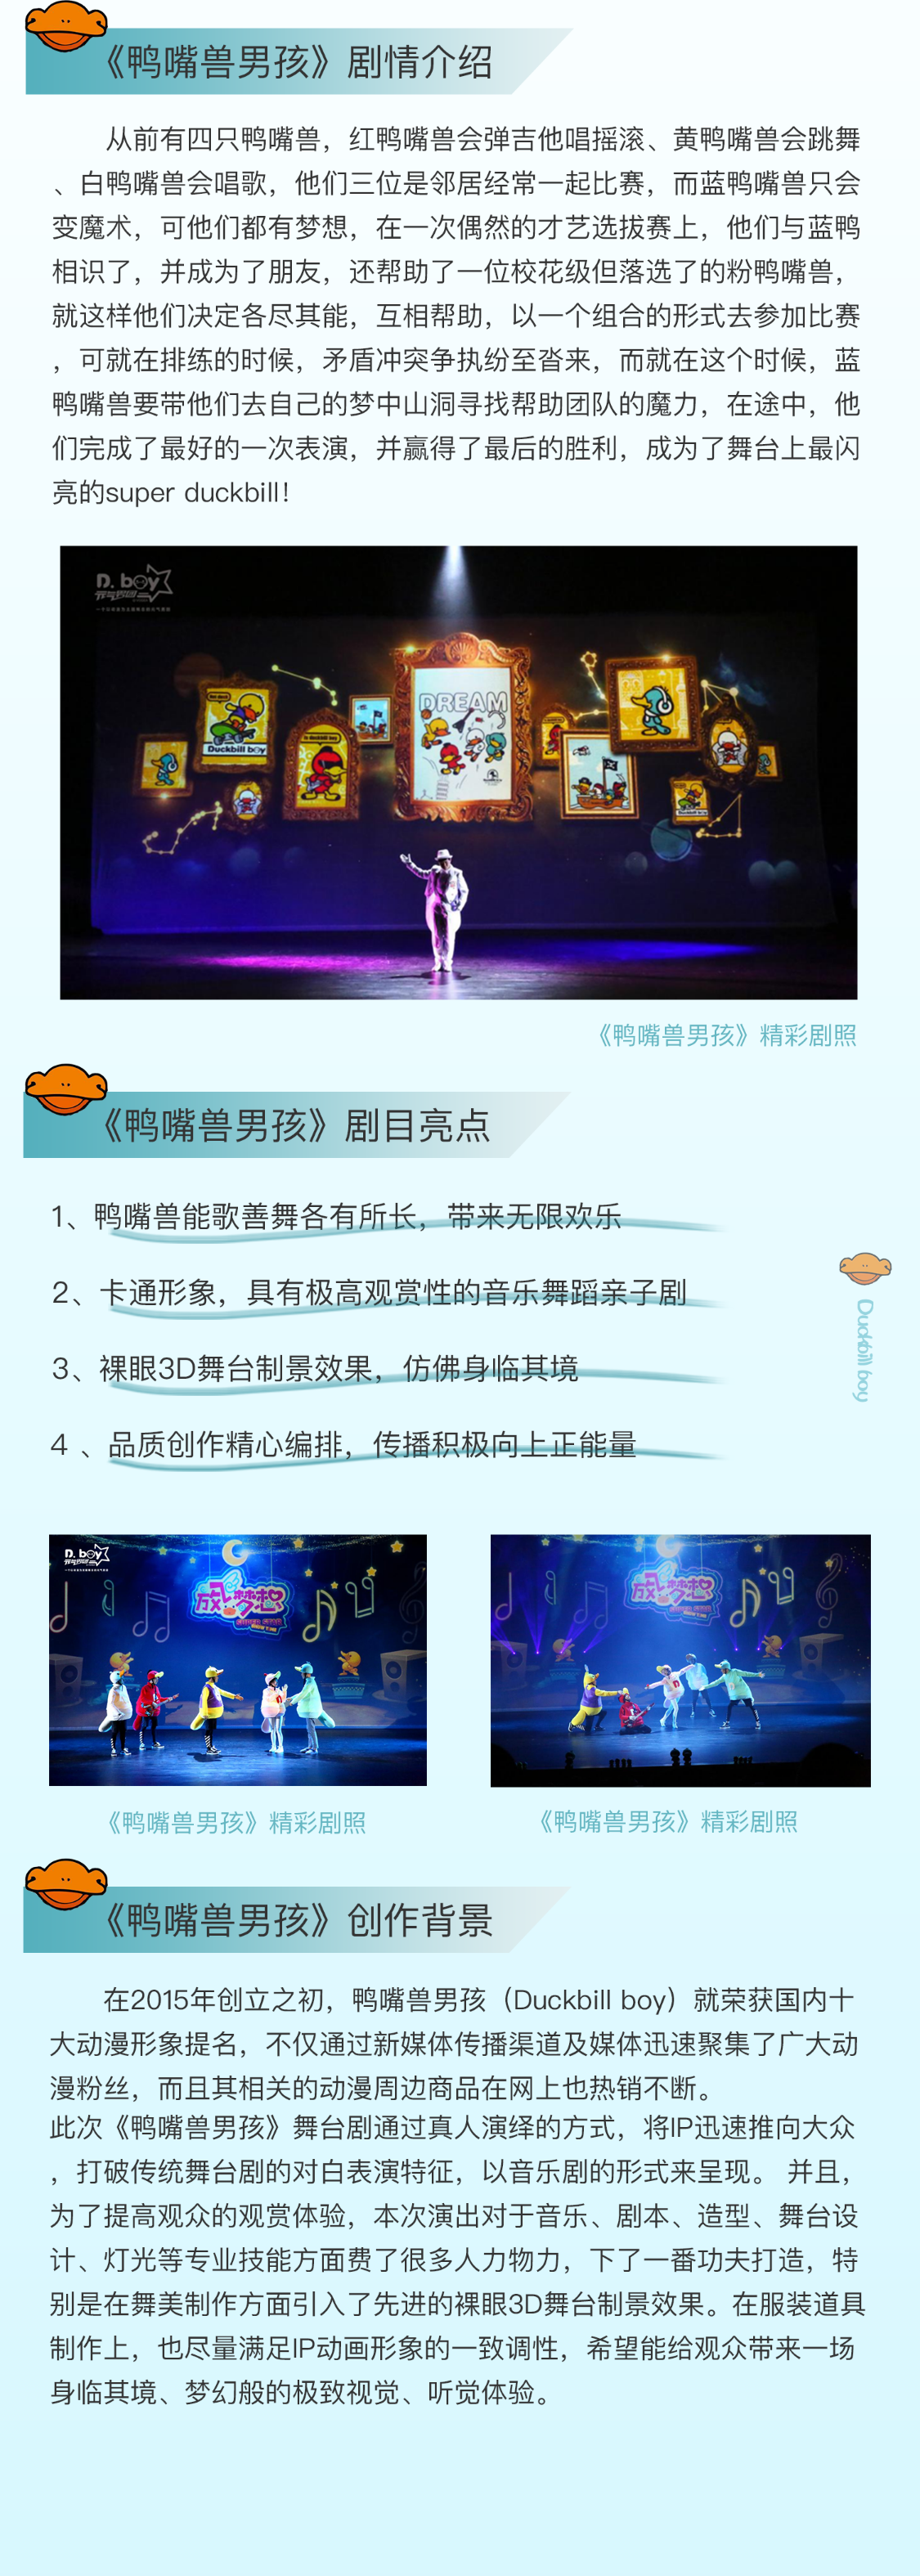 《鸭嘴兽男孩》剧情介绍
从前有四只鸭嘴兽，红鸭嘴兽会弹吉他唱摇滚、黄鸭嘴兽会跳舞
、白鸭嘴兽会唱歌，他们三位是邻居经常一起比赛，而蓝鸭嘴兽只会
变魔术，可他们都有梦想，在一次偶然的才艺选拔赛上，他们与蓝鸭
相识了，并成为了朋友，还帮助了一位校花级但落选了的粉鸭嘴兽，
就这样他们决定各尽其能，互相帮助，以一个组合的形式去参加比赛
，可就在排练的时候，矛盾冲突争执纷至沓来，而就在这个时候，蓝
鸭嘴兽要带他们去自己的梦中山洞寻找帮助团队的魔力，在途中，他
们完成了最好的一次表演，并赢得了最后的胜利，成为了舞台上最闪
亮的super duckbill！
D. boy
DREAM
Duckbill boy
《鸭嘴兽男孩》精彩剧照
《鸭嘴兽男孩》剧目亮点
1、鸭嘴兽能歌善舞各有所长，带来无限欢乐
2、卡通形象，具有极高观赏性的音乐舞蹈亲子剧
3、裸眼3D舞台制景效果，仿佛身临其境
4 、品质创作精心编排，传播积极向上正能量
Duckbill boy
D. boy
放飞梦想
SUPER STAR
放飞梦想
SUPER STAR
《鸭嘴兽男孩》精彩剧照
《鸭嘴兽男孩》精彩剧照
《鸭嘴兽男孩》创作背景
在2015年创立之初，鸭嘴兽男孩（Duckbill boy）就荣获国内十
大动漫形象提名，不仅通过新媒体传播渠道及媒体迅速聚集了广大动
漫粉丝，而且其相关的动漫周边商品在网上也热销不断。
此次《鸭嘴兽男孩》舞台剧通过真人演绎的方式，将IP迅速推向大众
，打破传统舞台剧的对白表演特征，以音乐剧的形式来呈现。 并且，
为了提高观众的观赏体验，本次演出对于音乐、剧本、造型、舞台设
计、灯光等专业技能方面费了很多人力物力，下了一番功夫打造，特
别是在舞美制作方面引入了先进的裸眼3D舞台制景效果。在服装道具
制作上，也尽量满足IP动画形象的一致调性，希望能给观众带来一场
身临其境、梦幻般的极致视觉、听觉体验。